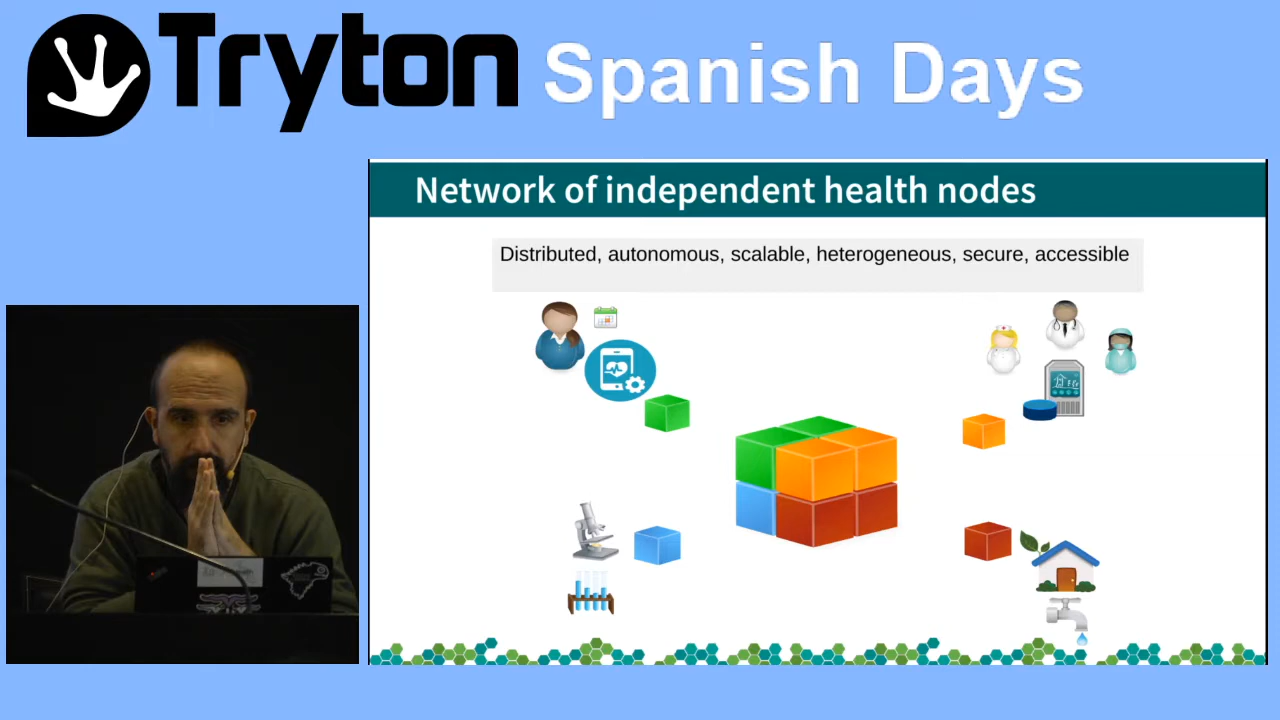 Tryton Spanish Days
Network of independent health nodes
Distributed, autonomous, scalable, heterogeneous, secure, accessible